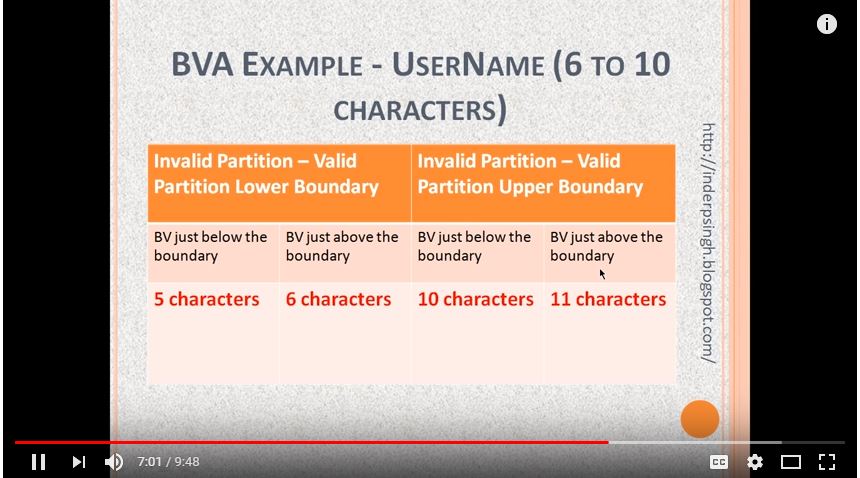 BVA EXAMPLE - USERNAME (6 TO 10
CHARACTERS)
Invalid Partition – Valid
Partition Lower Boundary
Invalid Partition – Valid
Partition Upper Boundary
BV just below the
boundary
BV just above the
boundary
BV just below the
boundary
BV just above the
boundary
5 characters
6 characters
10 characters
11 characters
http://inderpsingh.blogspot.com/
i
7:01 / 9:48
CC